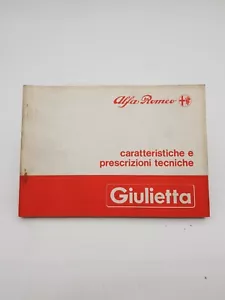 Alfa Romeo
caratteristiche e
prescrizioni tecniche
Giulietta